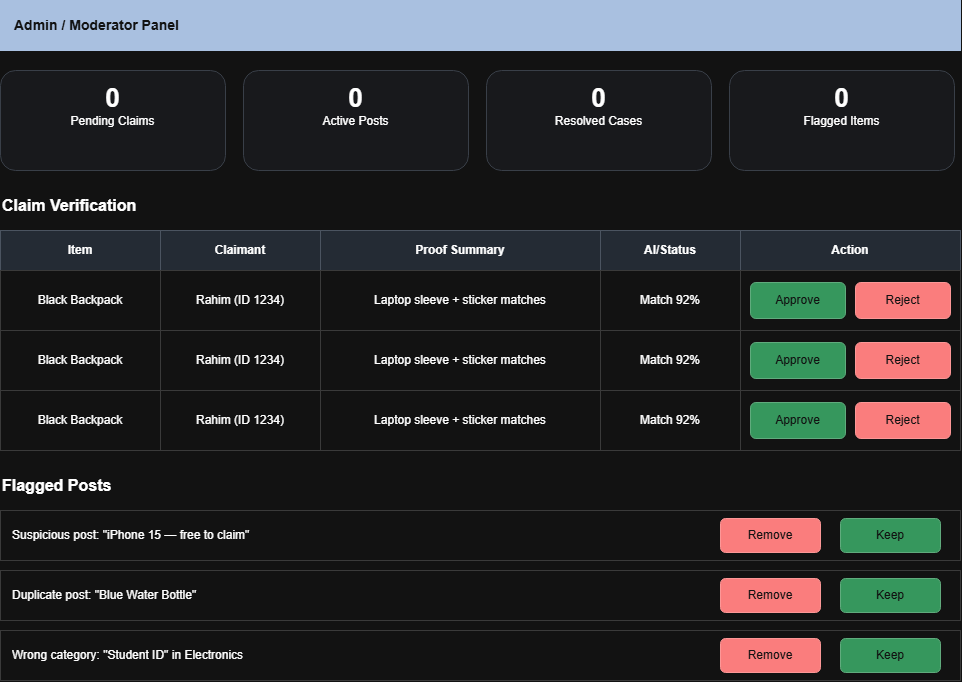 Admin / Moderator Panel
0 0 0 0
Pending Claims Active Posts Resolved Cases Flagged Items
Claim Verification
Item Claimant Proof Summary AI/Status Action
Black Backpack Rahim (ID 1234) Laptop sleeve + sticker matches Match 92% Approve Reject
Black Backpack Rahim (ID 1234) Laptop sleeve + sticker matches Match 92% Approve Reject
Black Backpack Rahim (ID 1234) Laptop sleeve + sticker matches Match 92% Approve Reject
Flagged Posts
Suspicious post: "iPhone 15 — free to claim" Remove Keep
Duplicate post: "Blue Water Bottle" Remove Keep
Wrong category: "Student ID" in Electronics Remove Keep